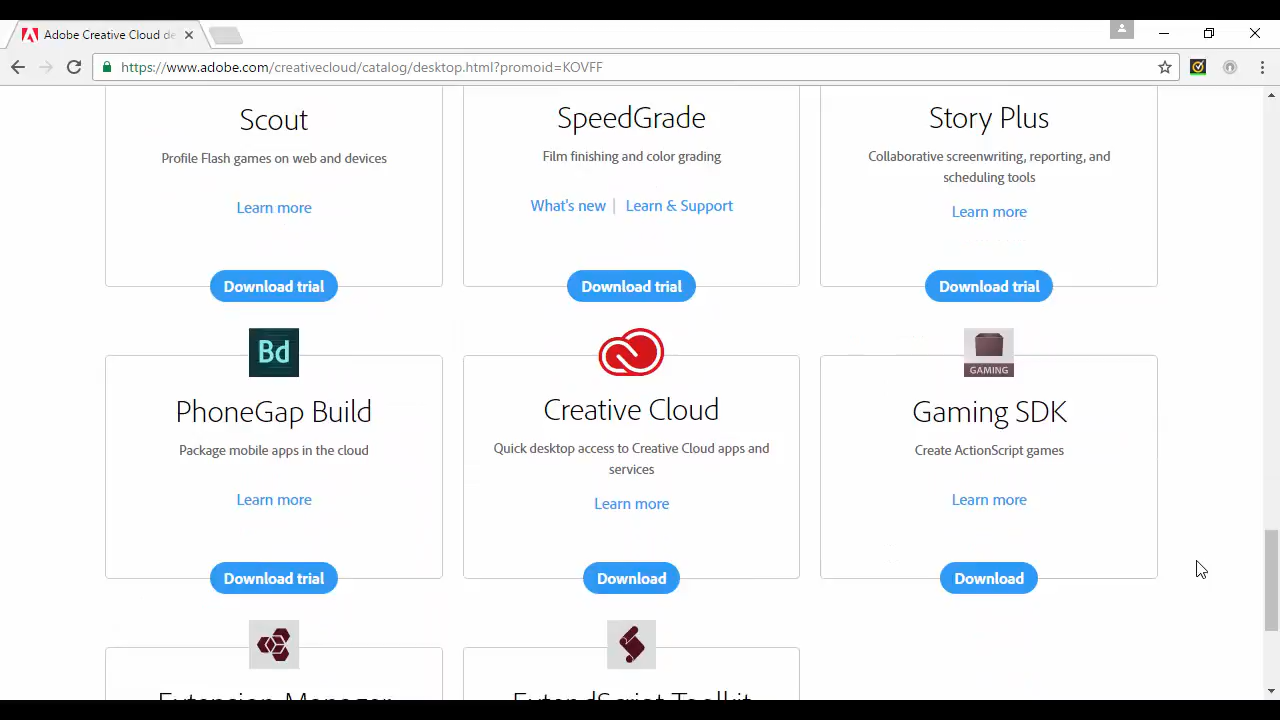 Adobe Creative Cloud de
https://www.adobe.com/creativecloud/catalog/desktop.html?promoid=KOVFF
Scout
Profile Flash games on web and devices
Learn more
Download trial
SpeedGrade
Film finishing and color grading
What's new | Learn & Support
Download trial
Story Plus
Collaborative screenwriting, reporting, and
scheduling tools
Learn more
Download trial
Bd
PhoneGap Build
Package mobile apps in the cloud
Learn more
Download trial
Creative Cloud
Quick desktop access to Creative Cloud apps and
services
Learn more
Download
GAMING
Gaming SDK
Create ActionScript games
Learn more
Download
Extension Manager
ExtendScript Toolkit